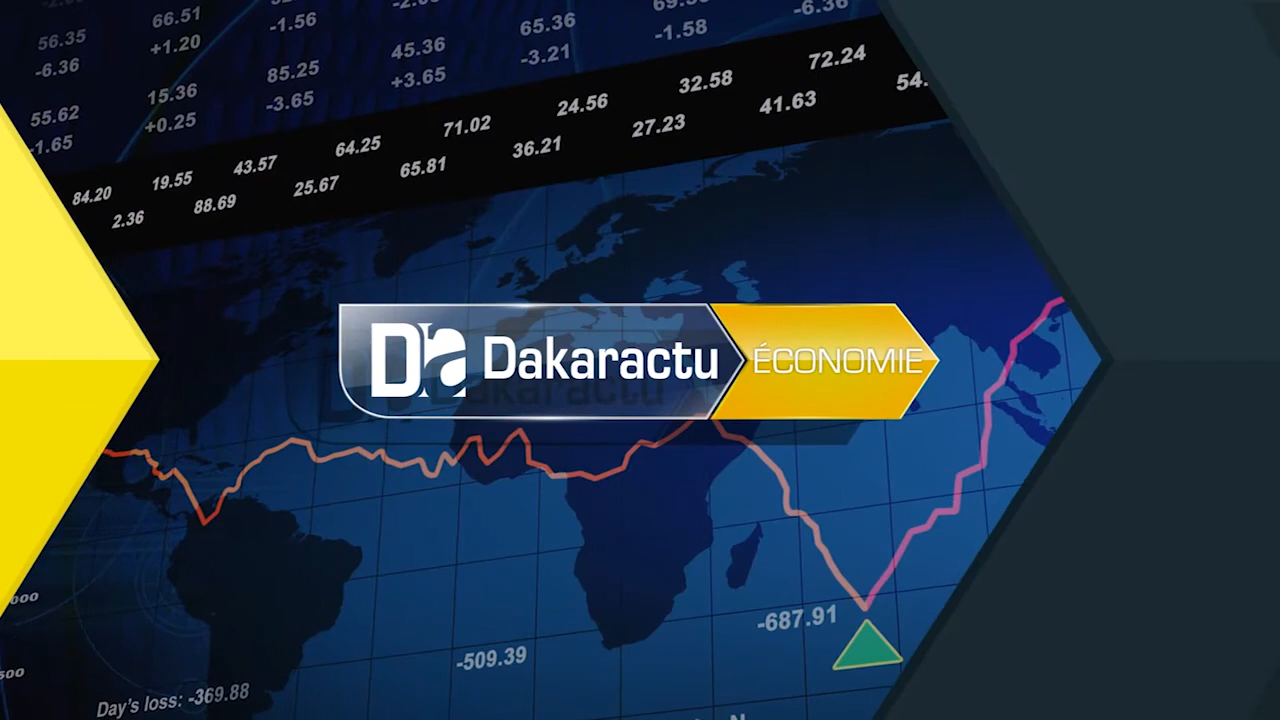 66.51 -1.56 65.36 -1.58 -6.36
56.35 +1.20 45.36 -3.21
-6.36 85.25 +3.65 72.24
15.36 -3.65 32.58
55.62 +0.25 24.56 41.63
-1.65 71.02 27.23
64.25 36.21
43.57 65.81
19.55 25.67
84.20 88.69
2.36
Da Dakaractu ÉCONOMIE
-687.91
-509.39
Day's loss: -369.88